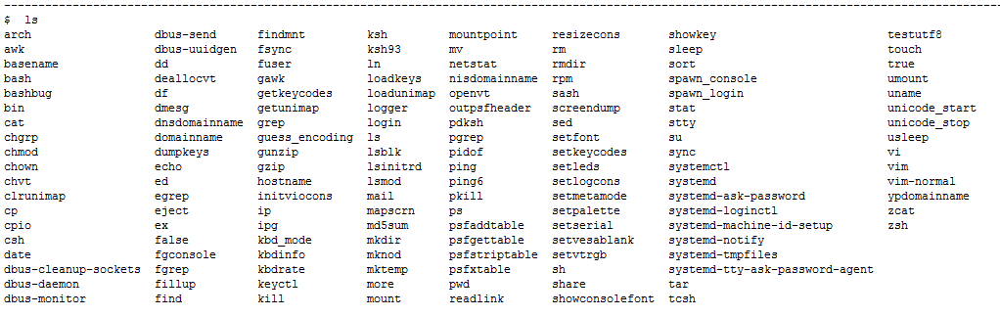 $ ls
arch dbus-send findmnt ksh mountpoint resizecons showkey testutf8
awk dbus-uuidgen fsync ksh93 mv rm sleep touch
basename dd fuser ln netstat rmdir sort true
bash deallocvt gawk loadkeys nisdomainname rpm spawn_console umount
bashbug df getkeycodes loadunimap openvt sash spawn_login uname
bin dmesg getunimap logger outpsfheader screendump stat unicode_start
cat dnsdomainname grep login pdksh sed stty unicode_stop
chgrp domainname guess_encoding ls pgrep setfont su usleep
chmod dumpkeys gunzip lsblk pidof setkeycodes sync vi
chown echo gzip lsinitrd ping setleds systemctl vim
chvt ed hostname lsmod ping6 setlogcons systemd vim-normal
clrunimap egrep initviocons mail pkill setmetamode systemd-ask-password ypdomainname
cp eject ip mapscrn ps setpalette systemd-loginctl zcat
cpio ex ipg md5sum psfaddtable setserial systemd-machine-id-setup zsh
csh false kbd_mode mkdir psfgettable setvesablank systemd-notify
date fgconsole kbdinfo mknod psfstriptable setvtrgb systemd-tmpfiles
dbus-cleanup-sockets fgrep kbdrate mktemp psfxtable sh systemd-tty-ask-password-agent
dbus-daemon fillup keyctl more pwd share tar
dbus-monitor find kill mount readlink showconsolefont tcsh